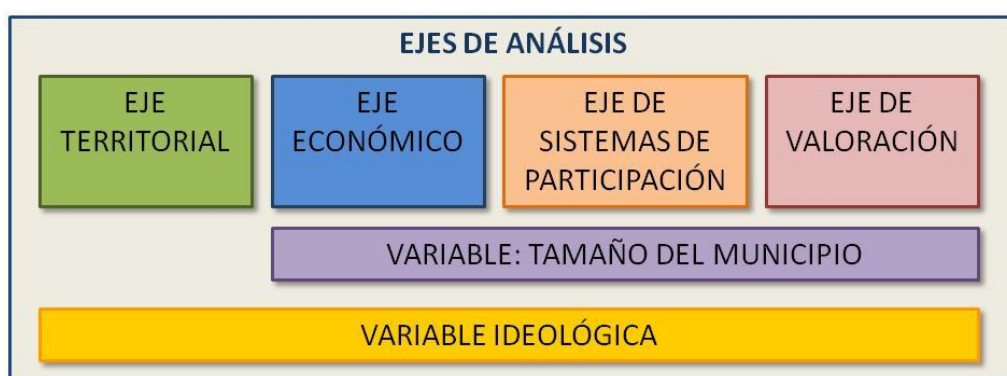 EJES DE ANÁLISIS
EJE
TERRITORIAL
EJE
ECONÓMICO
EJE DE
SISTEMAS DE
PARTICIPACIÓN
EJE DE
VALORACIÓN
VARIABLE: TAMAÑO DEL MUNICIPIO
VARIABLE IDEOLÓGICA